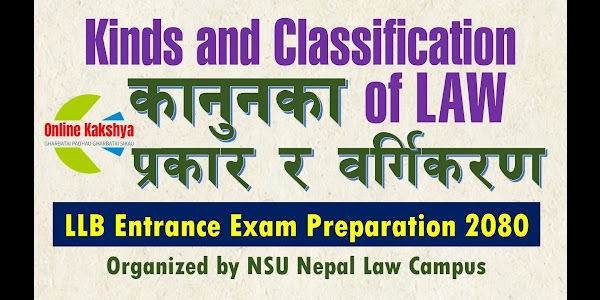 Kinds and Classification
कानुनका of LAW
Online Kakshya
GHARBATAI PADHAU GHARBATAI SIKAU
प्रकार र वर्गिकरण
LLB Entrance Exam Preparation 2080
Organized by NSU Nepal Law Campus